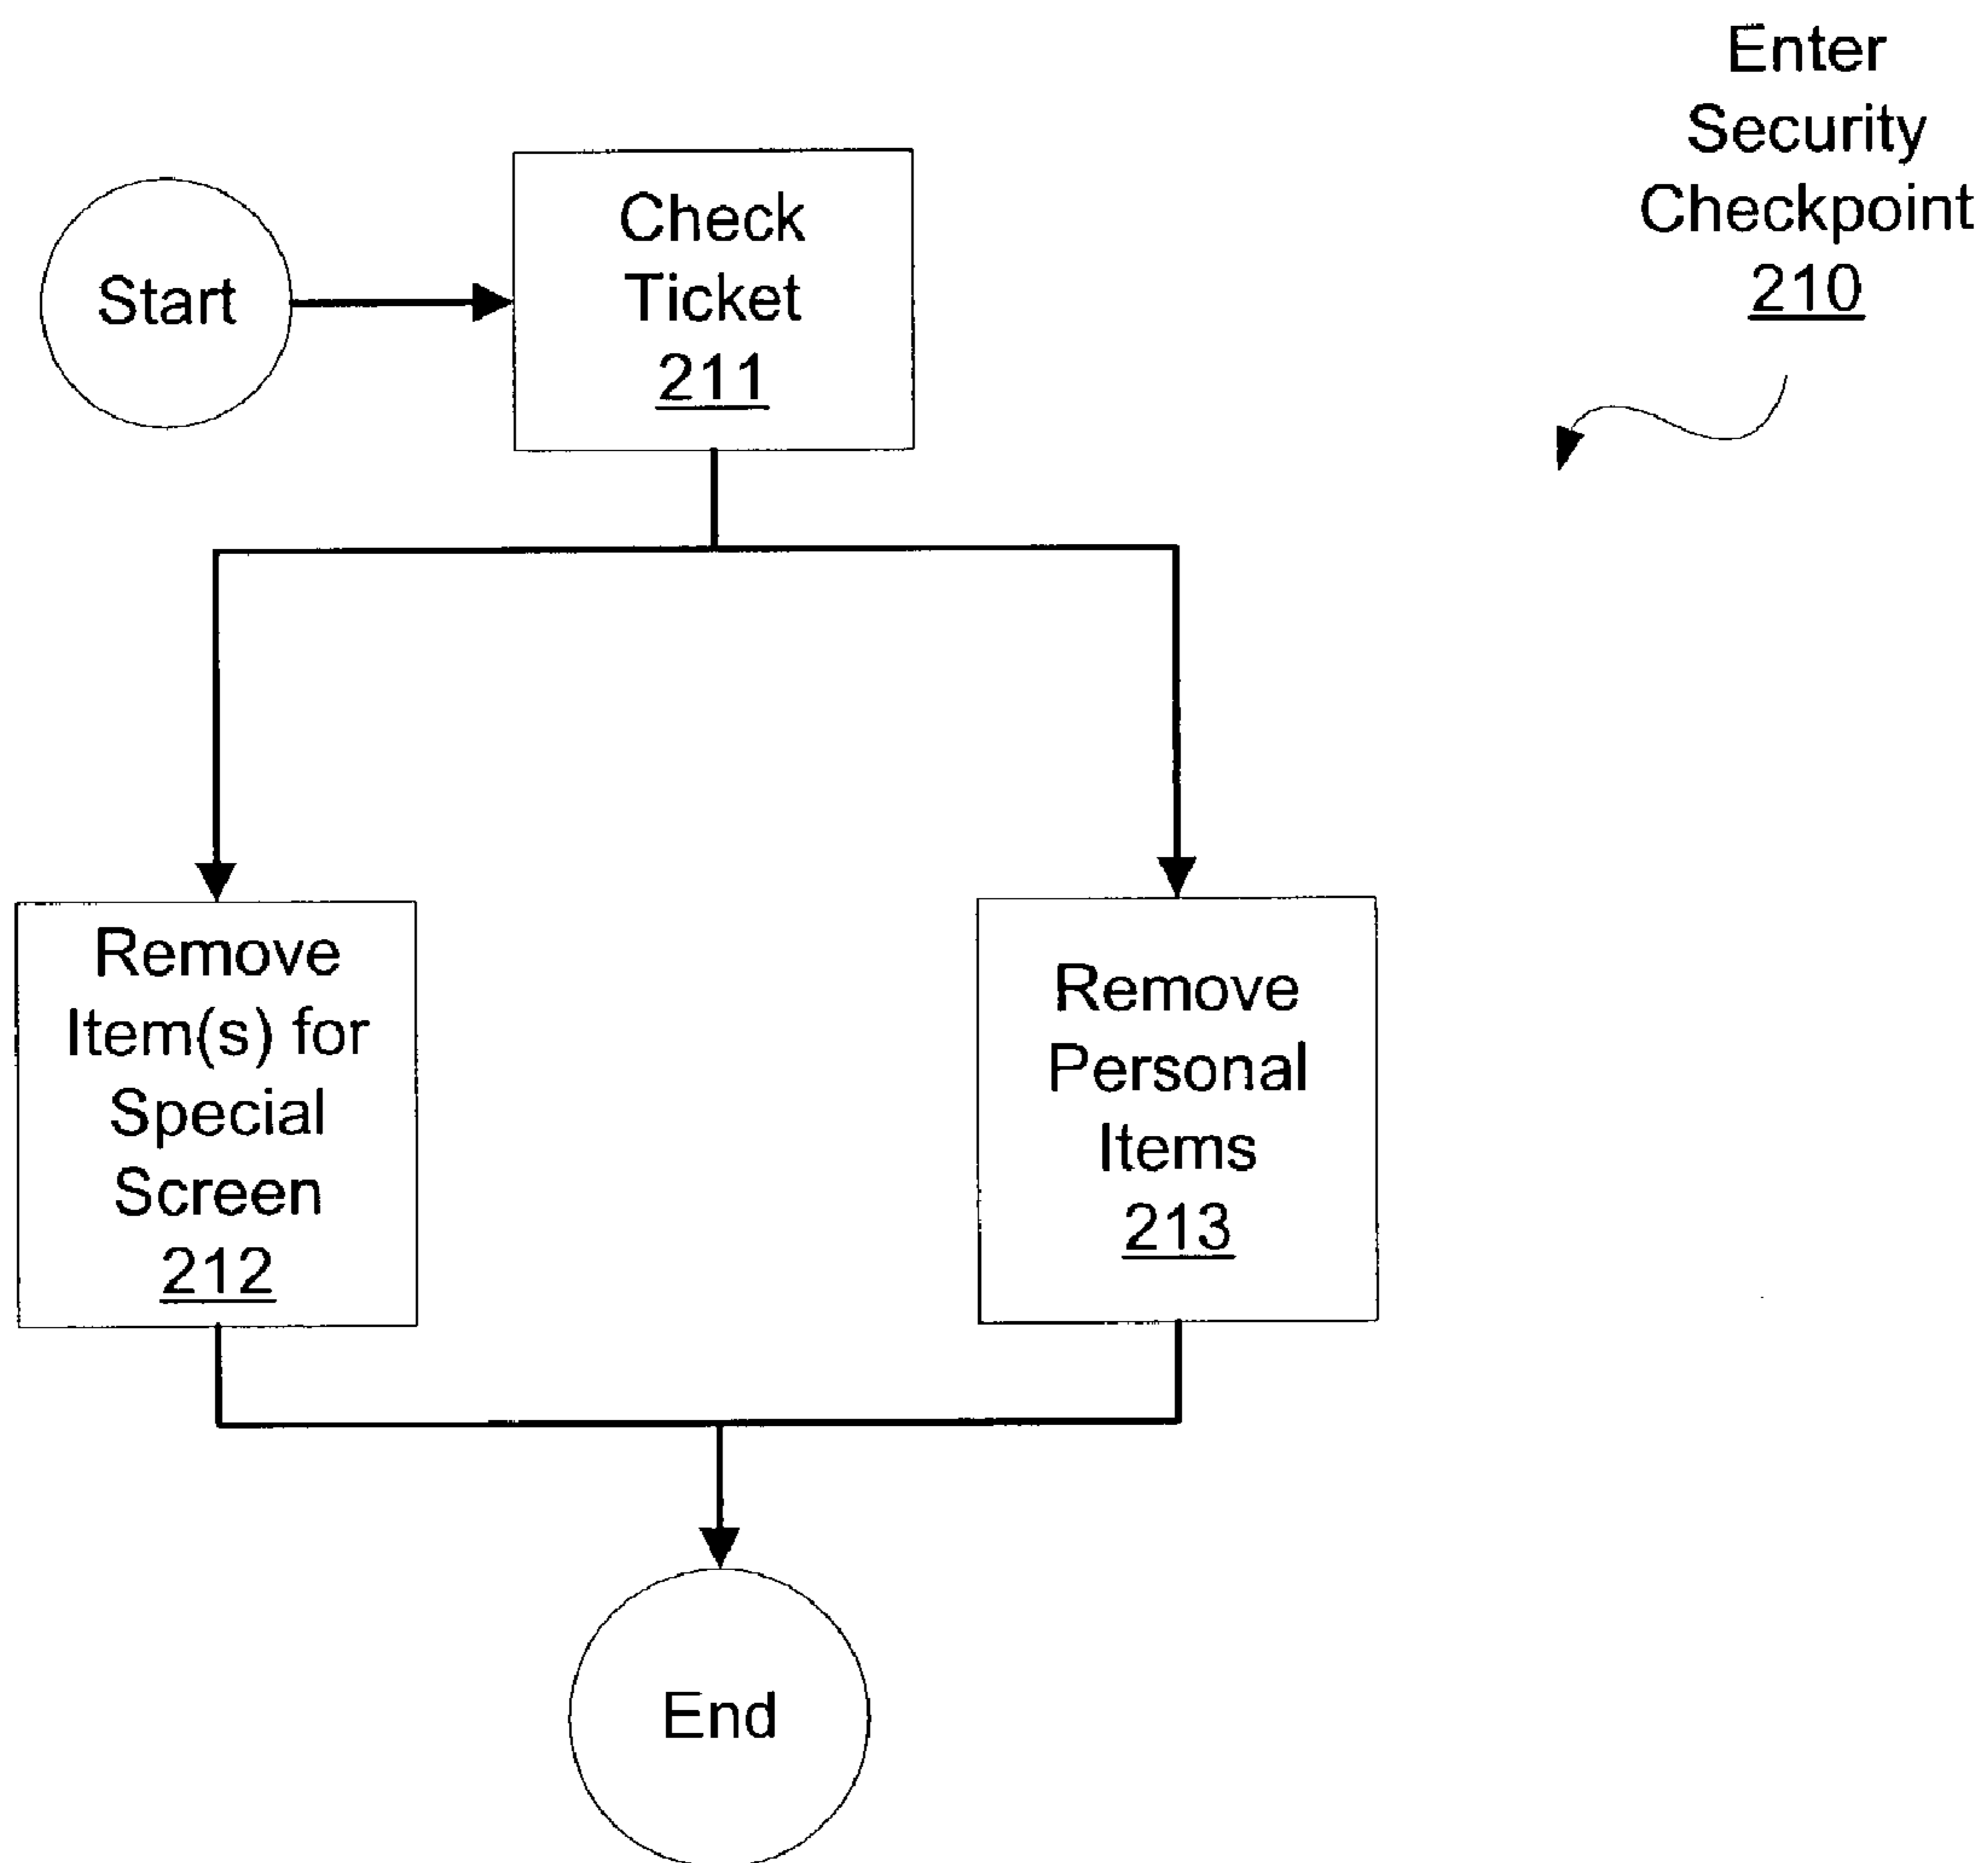 Enter
Security
Checkpoint
210
Start
Check
Ticket
211
Remove
Item(s) for
Special
Screen
212
Remove
Personal
Items
213
End